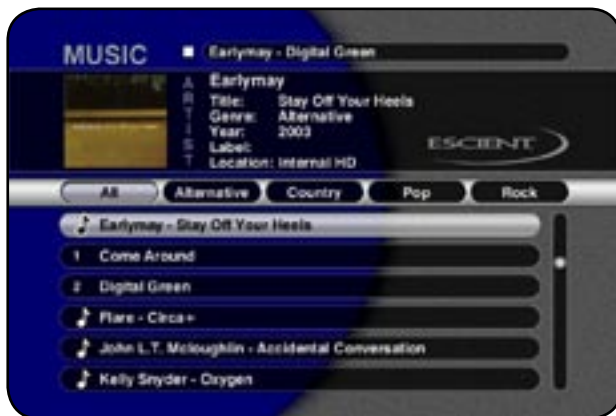 MUSIC
Earlymay - Digital Green
ARTIST
Earlymay
Title: Stay Off Your Heels
Genre: Alternative
Year: 2003
Label:
Location: Internal HD
ESCIENT
All Alternative Country Pop Rock
Earlymay - Stay Off Your Heels
1 Come Around
2 Digital Green
Flare - Circa+
John L.T. Mcloughlin - Accidental Conversation
Kelly Snyder - Oxygen